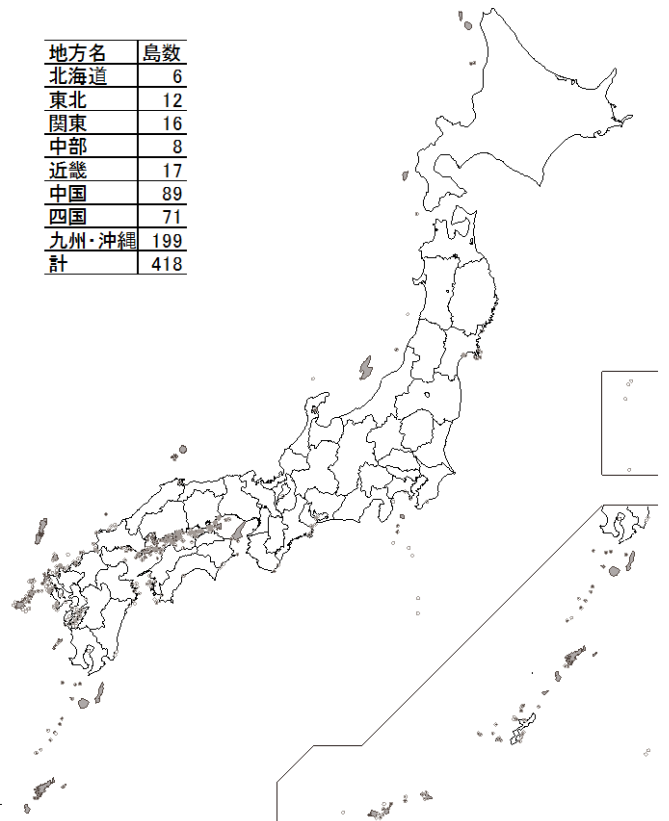 地方名 島数
北海道 6
東北 12
関東 16
中部 8
近畿 17
中国 89
四国 71
九州・沖縄 199
計 418